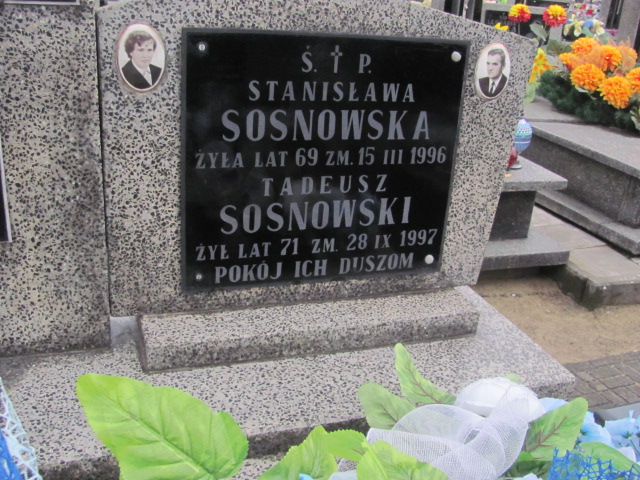 Ś. † P.
STANISŁAWA
SOSNOWSKA
ŻYŁA LAT 69 ZM. 15 III 1996
TADEUSZ
SOSNOWSKI
ŻYŁ LAT 71 ZM. 28 IX 1997
POKÓJ ICH DUSZOM